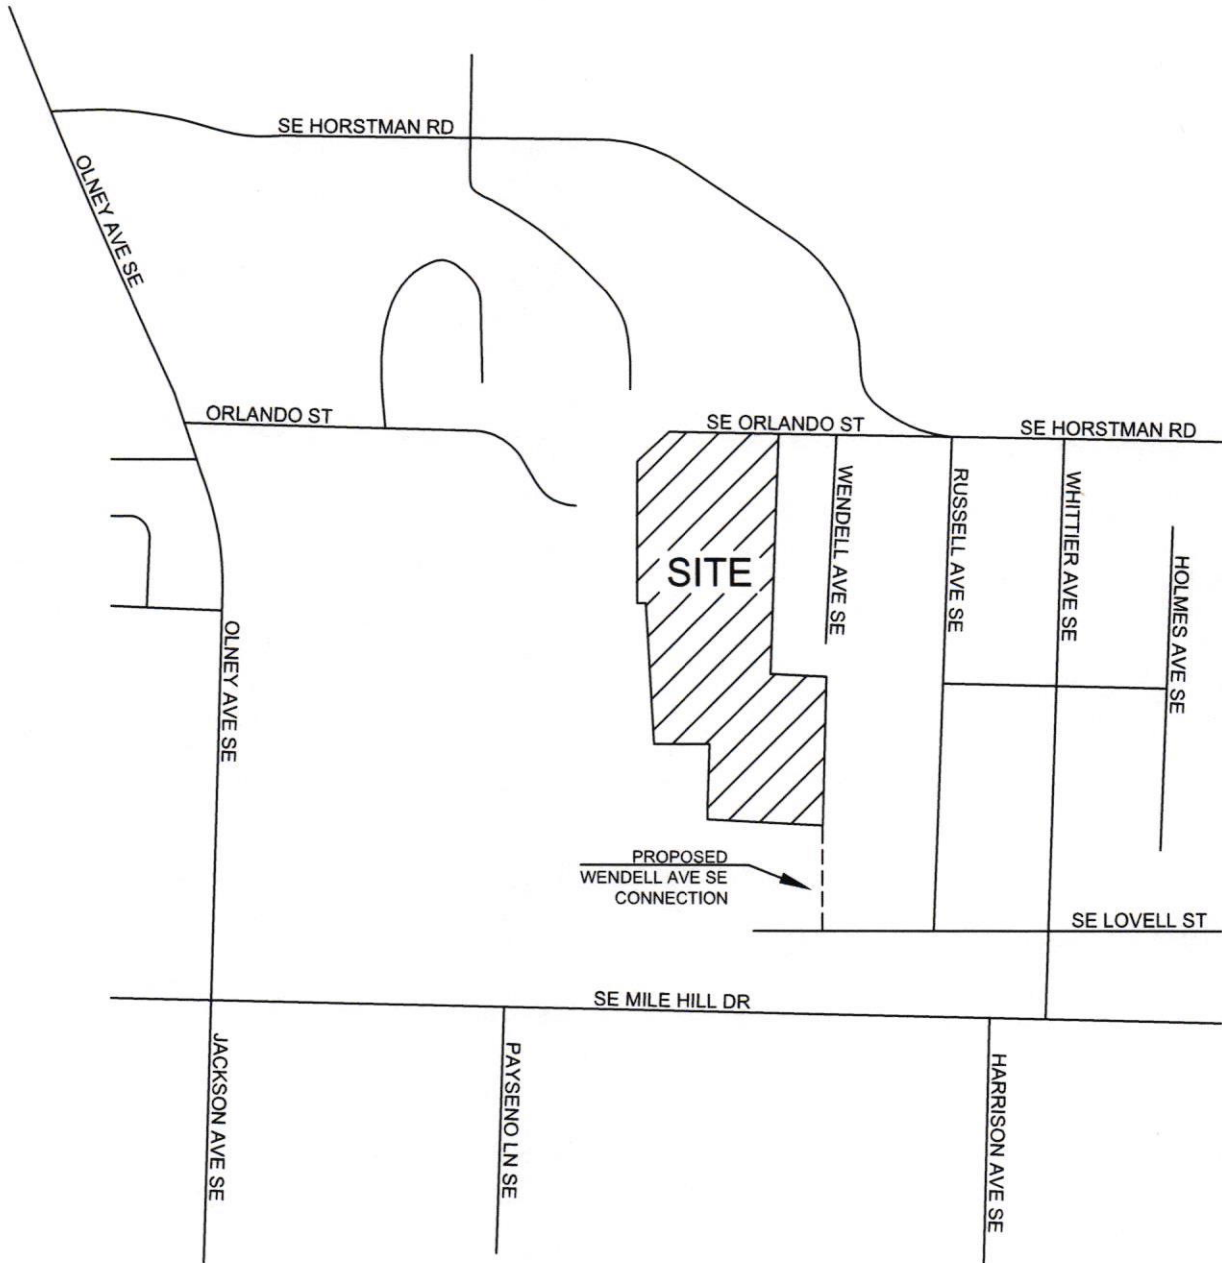 SE HORSTMAN RD
OLNEY AVE SE
ORLANDO ST
SE ORLANDO ST
SE HORSTMAN RD
WENDELL AVE SE
RUSSELL AVE SE
WHITTIER AVE SE
HOLMES AVE SE
SITE
OLNEY AVE SE
PROPOSED
WENDELL AVE SE
CONNECTION
SE LOVELL ST
SE MILE HILL DR
JACKSON AVE SE
PAYSENO LN SE
HARRISON AVE SE